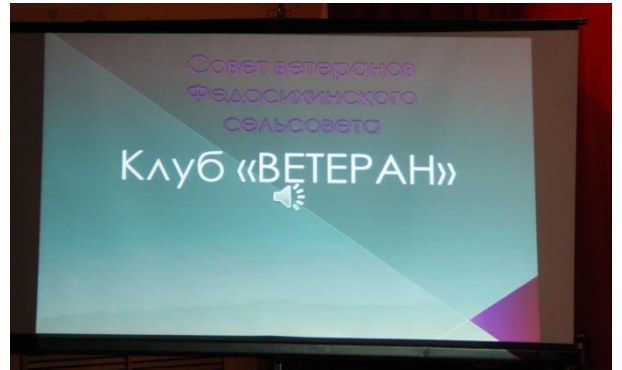 Совет ветеранов
Федосихинского
сельсовета
Клуб «ВЕТЕРАН»